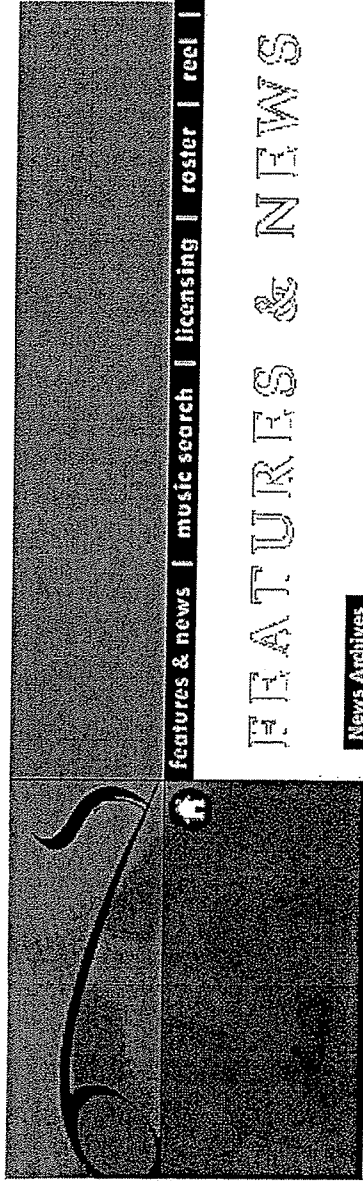 features & news | music search | licensing | roster | reel |
FEATURES & NEWS
News Archives